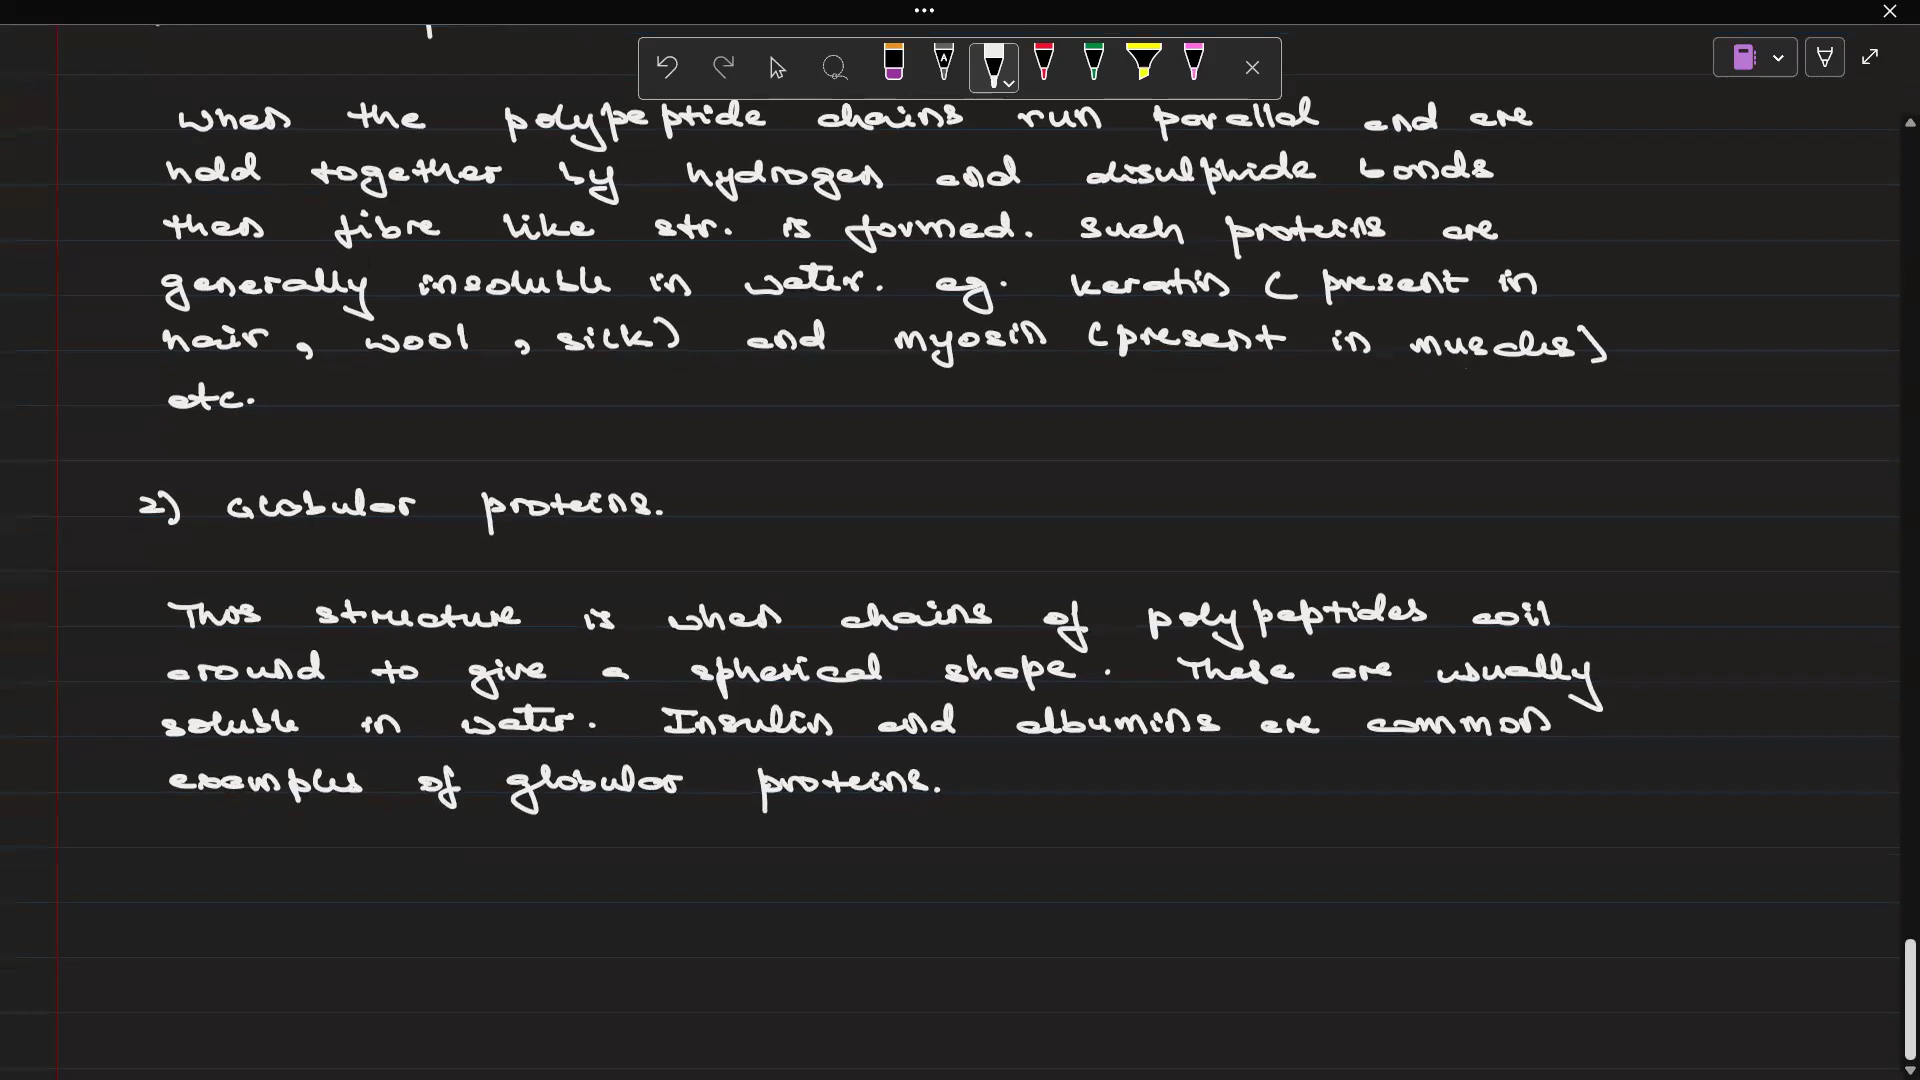 When the polypeptide chains run parallel and are
held together by hydrogen and disulphide bonds
then fibre like str. is formed. Such proteins are
generally insoluble in water. eg. keratin ( present in
hair, wool, silk) and myosin (present in muscles)
etc.
2) Globular proteins.
This structure is when chains of polypeptides coil
around to give a spherical shape. These are usually
soluble in water. Insulin and albumins are common
examples of globular proteins.